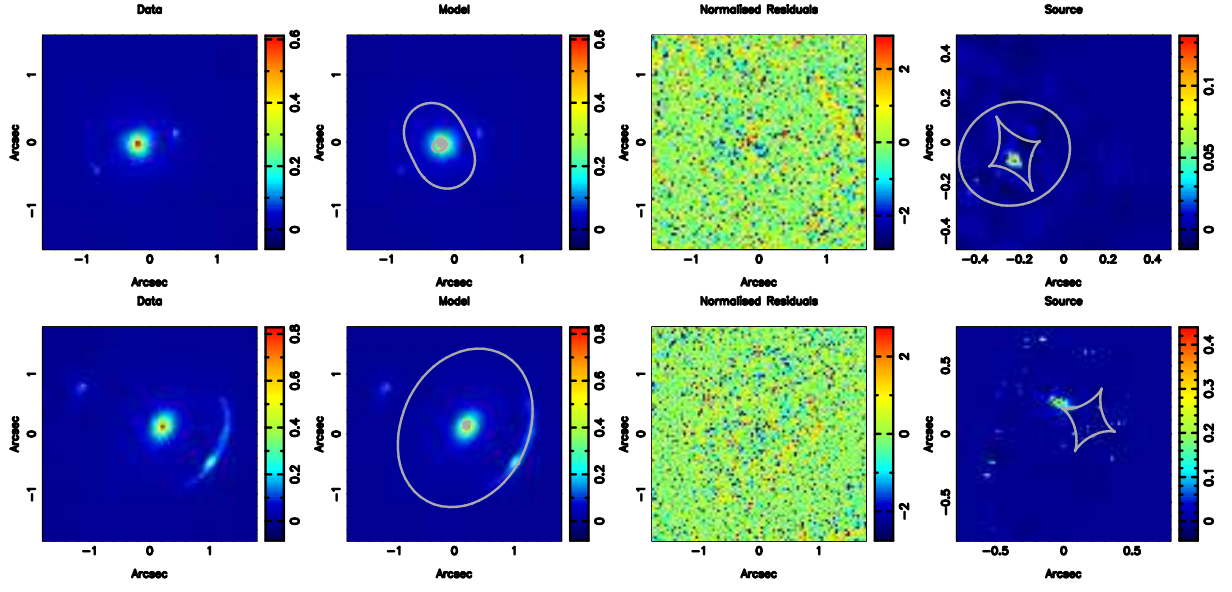 Data Model Normalised Residuals Source
Arcsec 1 0 −1 0.6 0.4 0.2 0 Arcsec 1 0 −1 0.6 0.4 0.2 0 Arcsec 1 0 −1 2 0 −2 Arcsec 0.4 0.2 0 −0.2 −0.4 0.1 0.05 0
−1 0 1 −1 0 1 −1 0 1 −0.4 −0.2 0 0.2 0.4
Arcsec Arcsec Arcsec Arcsec
Data Model Normalised Residuals Source
Arcsec 1 0 −1 0.8 0.6 0.4 0.2 0 Arcsec 1 0 −1 0.8 0.6 0.4 0.2 0 Arcsec 1 0 −1 2 0 −2 Arcsec 0.5 0 −0.5 0.4 0.3 0.2 0.1 0
−1 0 1 −1 0 1 −1 0 1 −0.5 0 0.5
Arcsec Arcsec Arcsec Arcsec